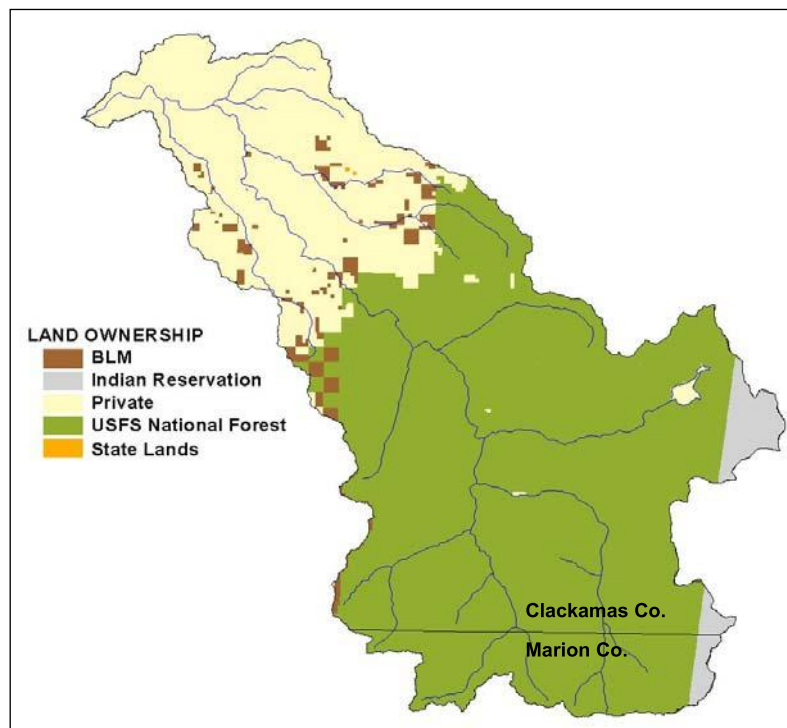 LAND OWNERSHIP
BLM
Indian Reservation
Private
USFS National Forest
State Lands
Clackamas Co.
Marion Co.